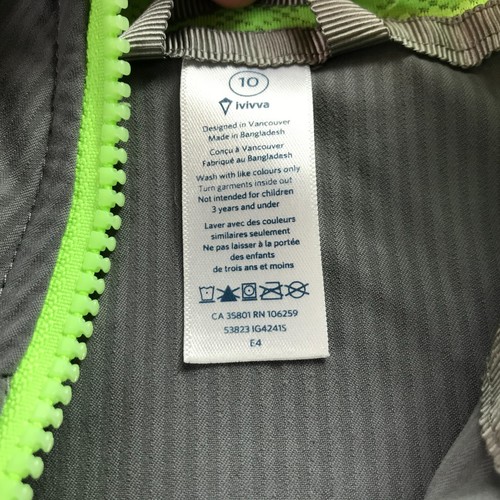 10
ivivva
Designed in Vancouver
Made in Bangladesh
Conçu à Vancouver
Fabriqué au Bangladesh
Wash with like colours only
Turn garments inside out
Not intended for children
3 years and under
Laver avec des couleurs
similaires seulement
Ne pas laisser à la portée
des enfants
de trois ans et moins
CA 35801 RN 106259
53823 IG4241S
E4